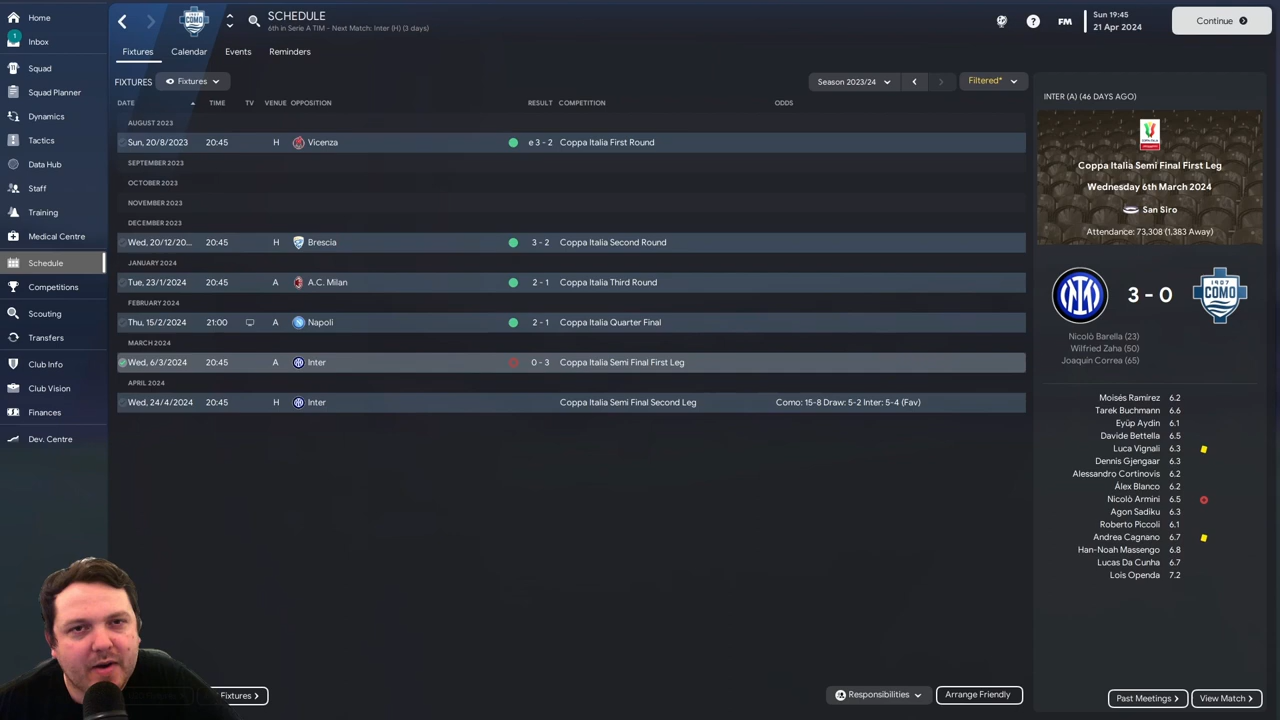 Home
1
Inbox
Squad
Squad Planner
Dynamics
Tactics
Data Hub
Staff
Training
Medical Centre
Schedule
Competitions
Scouting
Transfers
Club Info
Club Vision
Finances
Dev. Centre
1907
COMO
SCHEDULE
6th in Serie A TIM - Next Match: Inter (H) (3 days)
?
FM
Sun 19:45
21 Apr 2024
Continue
Fixtures Calendar Events Reminders
FIXTURES Fixtures
Season 2023/24
Filtered*
DATE TIME TV VENUE OPPOSITION RESULT COMPETITION ODDS
AUGUST 2023
Sun, 20/8/2023 20:45 H Vicenza e 3 - 2 Coppa Italia First Round
SEPTEMBER 2023
OCTOBER 2023
NOVEMBER 2023
DECEMBER 2023
Wed, 20/12/20... 20:45 H Brescia 3 - 2 Coppa Italia Second Round
JANUARY 2024
Tue, 23/1/2024 20:45 A A.C. Milan 2 - 1 Coppa Italia Third Round
FEBRUARY 2024
Thu, 15/2/2024 21:00 A Napoli 2 - 1 Coppa Italia Quarter Final
MARCH 2024
Wed, 6/3/2024 20:45 A Inter 0 - 3 Coppa Italia Semi Final First Leg
APRIL 2024
Wed, 24/4/2024 20:45 H Inter Coppa Italia Semi Final Second Leg Como: 15-8 Draw: 5-2 Inter: 5-4 (Fav)
Fixtures >
Responsibilities
Arrange Friendly
INTER (A) (46 DAYS AGO)
Coppa Italia Semi Final First Leg
Wednesday 6th March 2024
San Siro
Attendance: 73,308 (1,383 Away)
3 - 0
1907
COMO
Nicolò Barella (23)
Wilfried Zaha (50)
Joaquín Correa (65)
Moisés Ramírez 6.2
Tarek Buchmann 6.6
Eyüp Aydin 6.1
Davide Bettella 6.5
Luca Vignali 6.3
Dennis Gjengaar 6.3
Alessandro Cortinovis 6.2
Álex Blanco 6.2
Nicolò Armini 6.5
Agon Sadiku 6.3
Roberto Piccoli 6.1
Andrea Cagnano 6.7
Han-Noah Massengo 6.8
Lucas Da Cunha 6.7
Lois Openda 7.2
Past Meetings >
View Match >